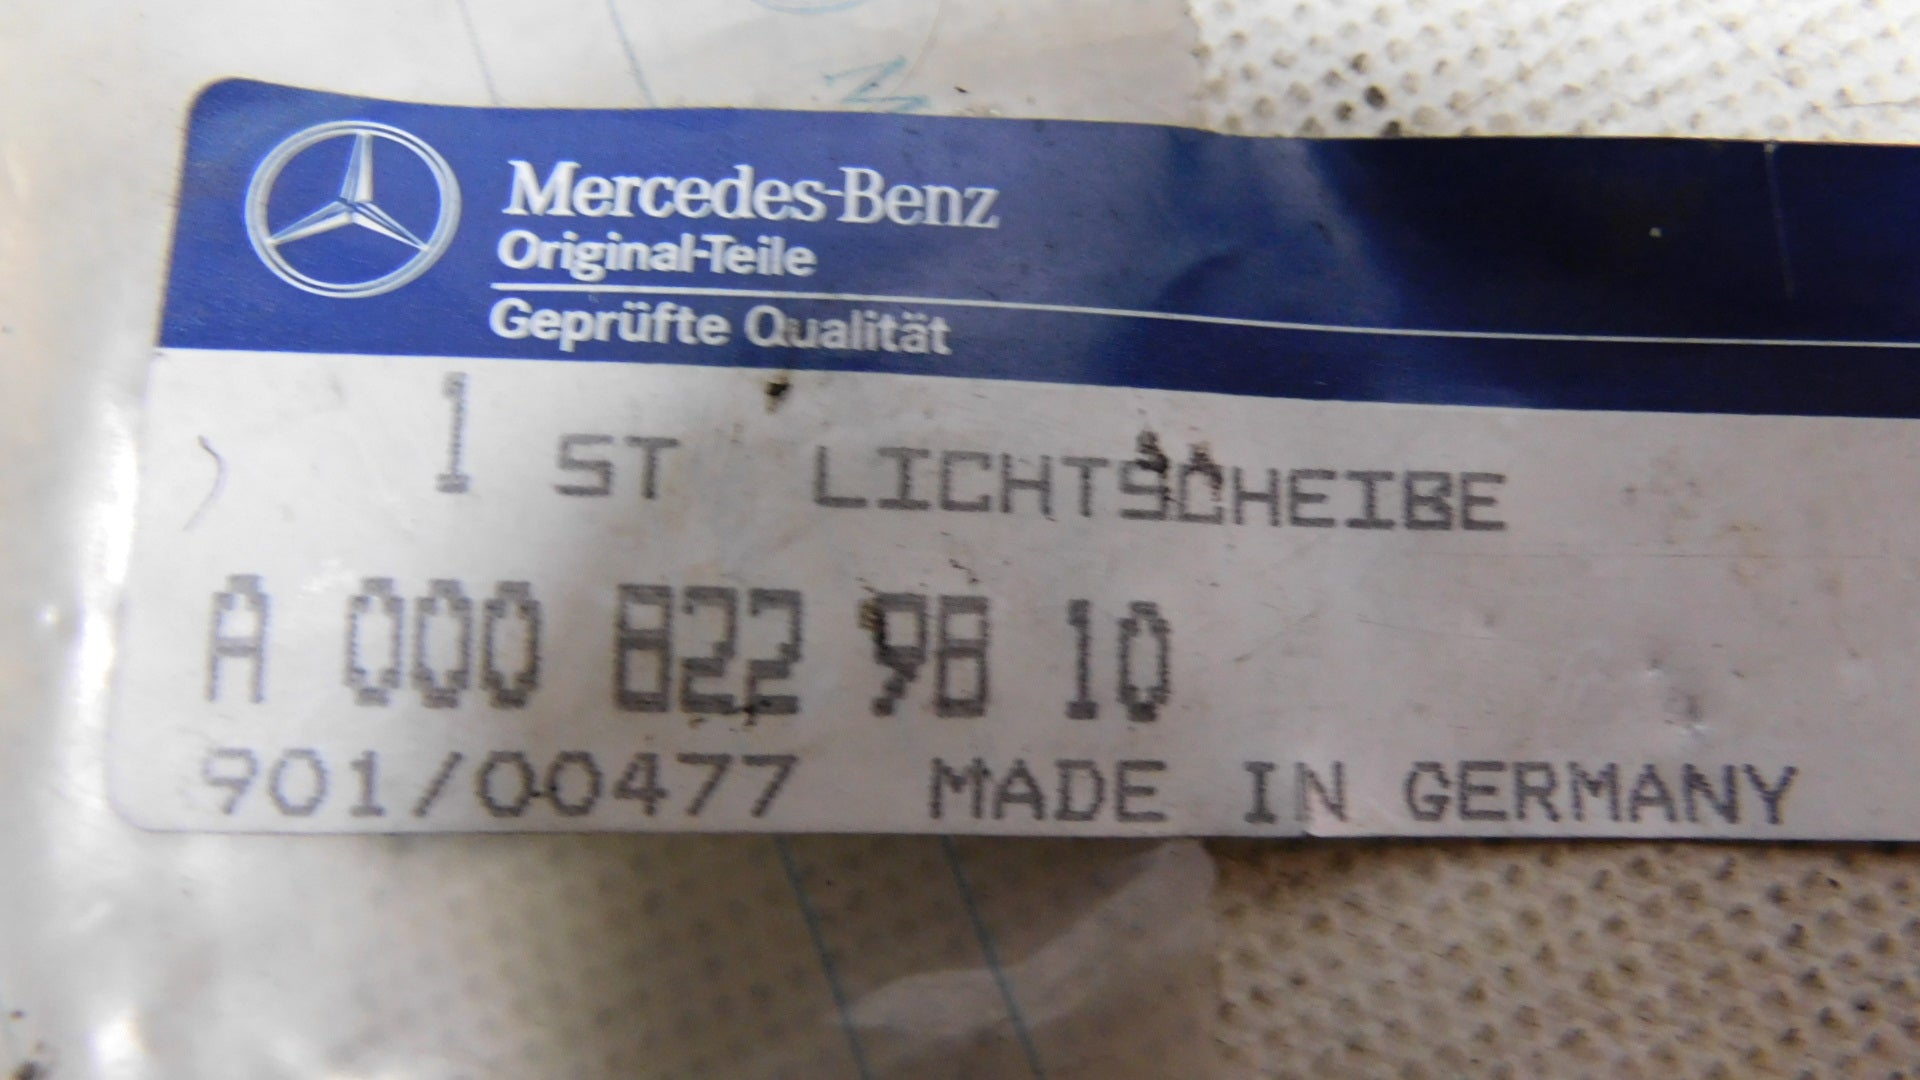 Mercedes-Benz
Original-Teile
Geprüfte Qualität
1 ST LICHTSCHEIBE
A 000 822 98 10
901/00477 MADE IN GERMANY